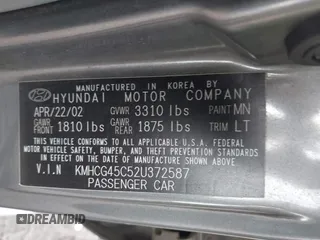 MANUFACTURED IN KOREA BY
HYUNDAI MOTOR COMPANY
APR/22/02 GVWR 3310 lbs PAINT MN
GAWR FRONT 1810 lbs GAWR REAR 1875 lbs TRIM LT
THIS VEHICLE CONFORMS TO ALL APPLICABLE U.S.A FEDERAL
MOTOR VEHICLE SAFETY, BUMPER, AND THEFT PREVENTION STANDARDS
IN EFFECT ON THE DATE OF MANUFACTURE SHOWN ABOVE.
V.I.N KMHCG45C52U372587
PASSENGER CAR
DREAMBID
AUTOBIDMASTER